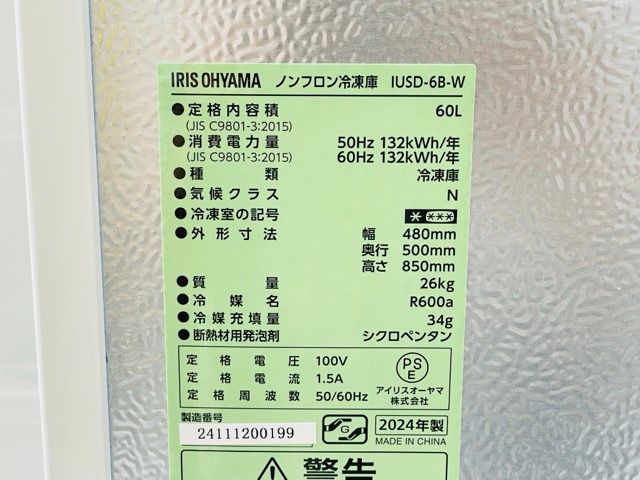 IRIS OHYAMA ノンフロン冷凍庫 IUSD-6B-W
●定格内容積 60L
(JIS C9801-3:2015)
●消費電力量 50Hz 132kWh/年
(JIS C9801-3:2015) 60Hz 132kWh/年
●種類 冷凍庫
●気候クラス N
●冷凍室の記号 * ***
●外形寸法 幅 480mm
奥行 500mm
高さ 850mm
●質量 26kg
●冷媒名 R600a
●冷媒充填量 34g
●断熱材用発泡剤 シクロペンタン
定格電圧 100V
定格電流 1.5A
定格周波数 50/60Hz
PS
E
アイリスオーヤマ
株式会社
製造番号
24111200199
G
2024年製
MADE IN CHINA
警告